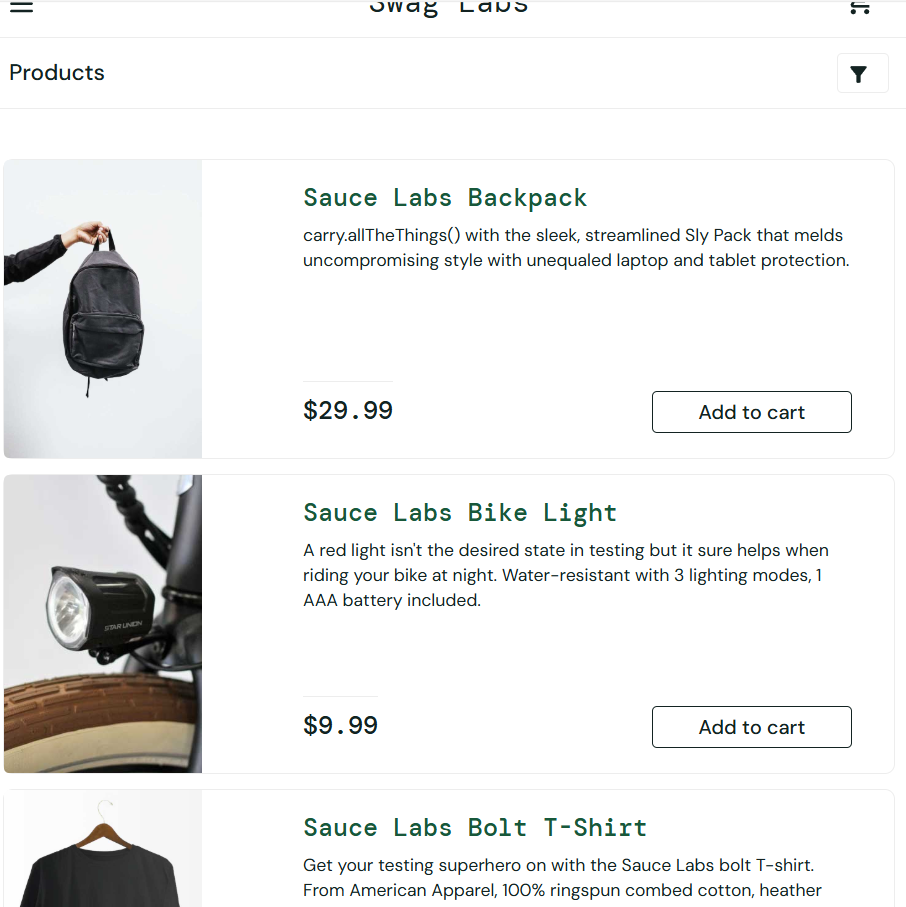 Swag Labs
Products
Sauce Labs Backpack
carry.allTheThings() with the sleek, streamlined Sly Pack that melds
uncompromising style with unequaled laptop and tablet protection.
$29.99
Add to cart
STAR UNION
Sauce Labs Bike Light
A red light isn't the desired state in testing but it sure helps when
riding your bike at night. Water-resistant with 3 lighting modes, 1
AAA battery included.
$9.99
Add to cart
Sauce Labs Bolt T-Shirt
Get your testing superhero on with the Sauce Labs bolt T-shirt.
From American Apparel, 100% ringspun combed cotton, heather